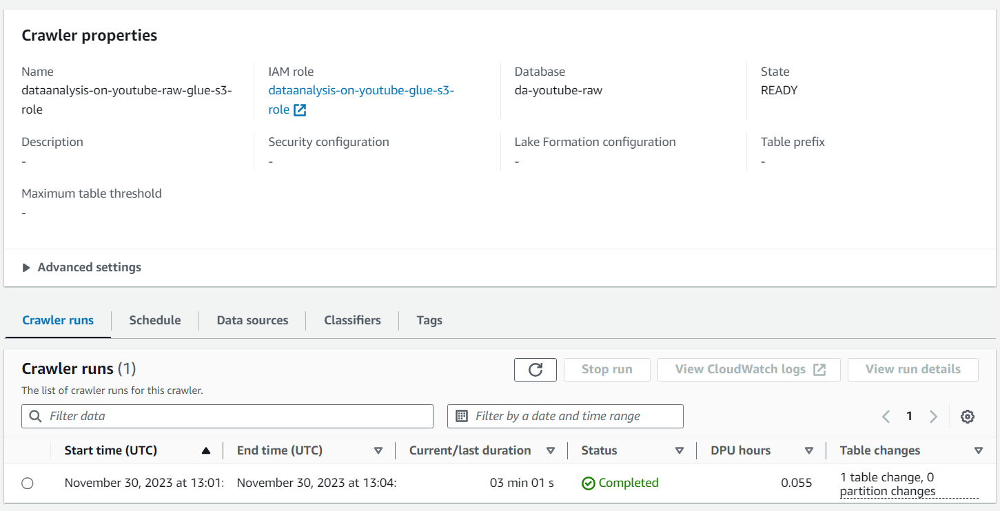 Crawler properties
Name
dataanalysis-on-youtube-raw-glue-s3-
role
IAM role
dataanalysis-on-youtube-glue-s3-
role
Database
da-youtube-raw
State
READY
Description
-
Security configuration
-
Lake Formation configuration
-
Table prefix
-
Maximum table threshold
-
Advanced settings
Crawler runs
Schedule
Data sources
Classifiers
Tags
Crawler runs (1)
The list of crawler runs for this crawler.
Stop run
View CloudWatch logs
View run details
Filter data
Filter by a date and time range
1
Start time (UTC)
End time (UTC)
Current/last duration
Status
DPU hours
Table changes
November 30, 2023 at 13:01:
November 30, 2023 at 13:04:
03 min 01 s
Completed
0.055
1 table change, 0
partition changes